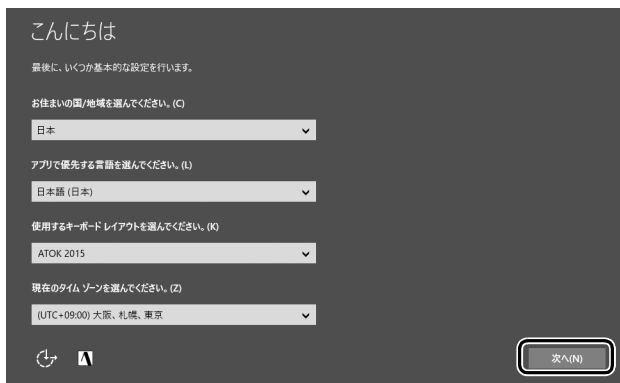 こんにちは
最後に、いくつか基本的な設定を行います。
お住まいの国/地域を選んでください。(C)
日本
アプリで優先する言語を選んでください。(L)
日本語 (日本)
使用するキーボード レイアウトを選んでください。(K)
ATOK 2015
現在のタイム ゾーンを選んでください。(Z)
(UTC+09:00) 大阪、札幌、東京
次へ(N)